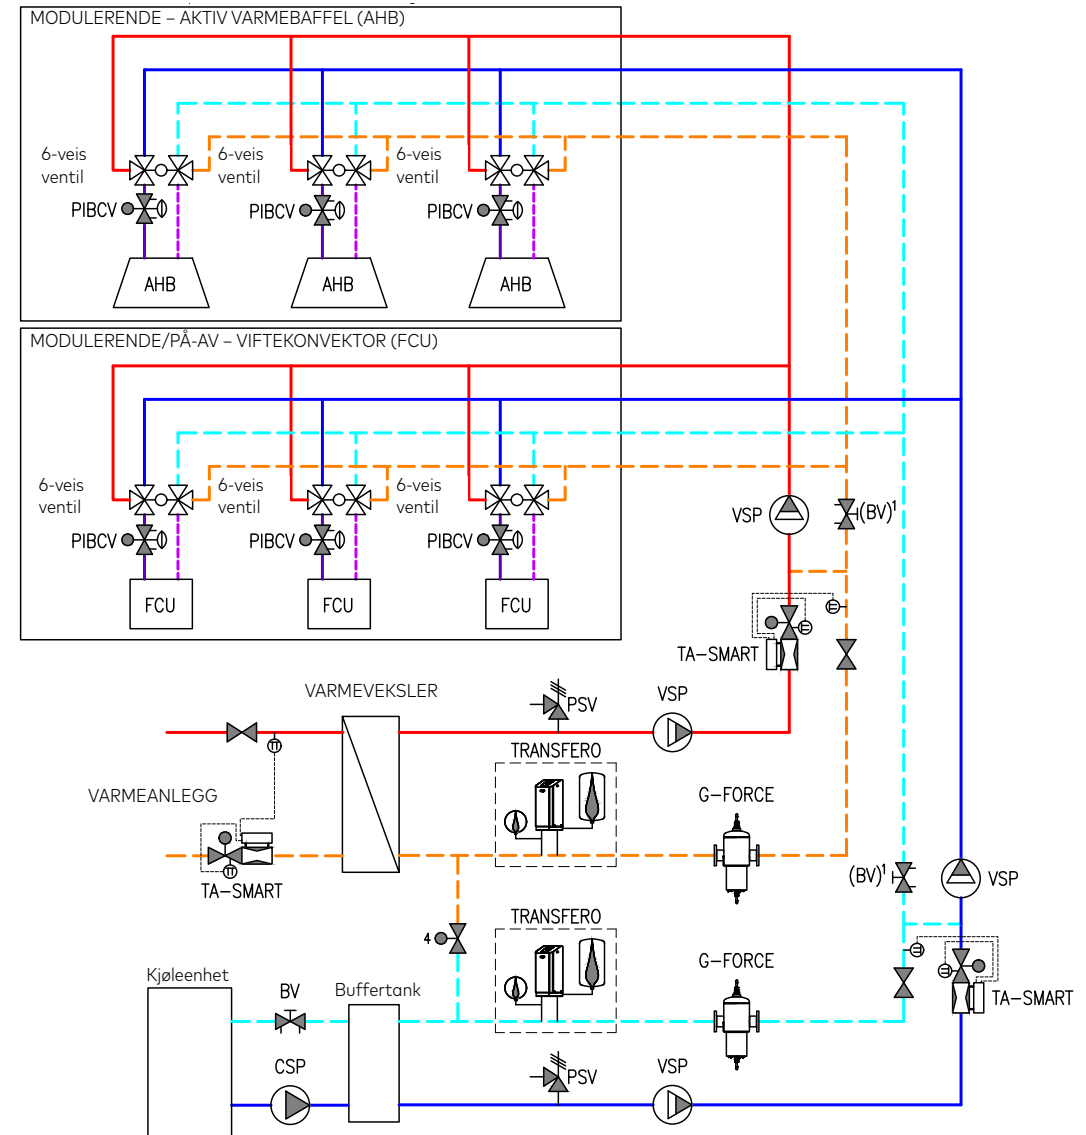 MODULERENDE – AKTIV VARMEBAFFEL (AHB)
6-veis
ventil
6-veis
ventil
6-veis
ventil
PIBCV
PIBCV
PIBCV
AHB
AHB
AHB
MODULERENDE/PÅ-AV – VIFTEKONVEKTOR (FCU)
6-veis
ventil
6-veis
ventil
6-veis
ventil
PIBCV
PIBCV
PIBCV
FCU
FCU
FCU
VSP
(BV)¹
TA-SMART
VARMEVEKSLER
PSV
VSP
TRANSFERO
VARMEANLEGG
G-FORCE
TA-SMART
(BV)¹
VSP
TRANSFERO
4
G-FORCE
Kjøleenhet
BV
Buffertank
TA-SMART
CSP
PSV
VSP